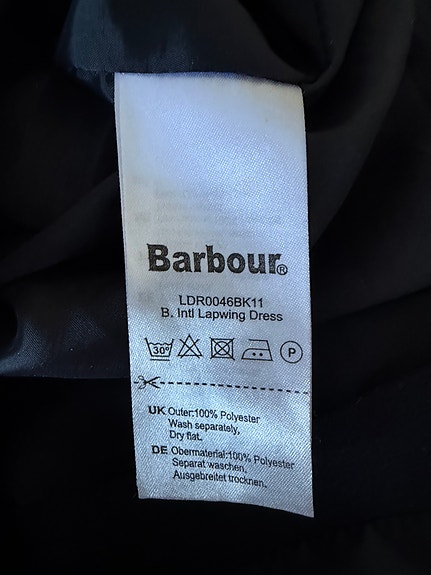 Barbour®
LDR0046BK11
B. Intl Lapwing Dress
30° P
UK Outer:100% Polyester
Wash separately,
Dry flat.
DE Obermaterial:100% Polyester
Separat waschen,
Ausgebreitet trocknen,